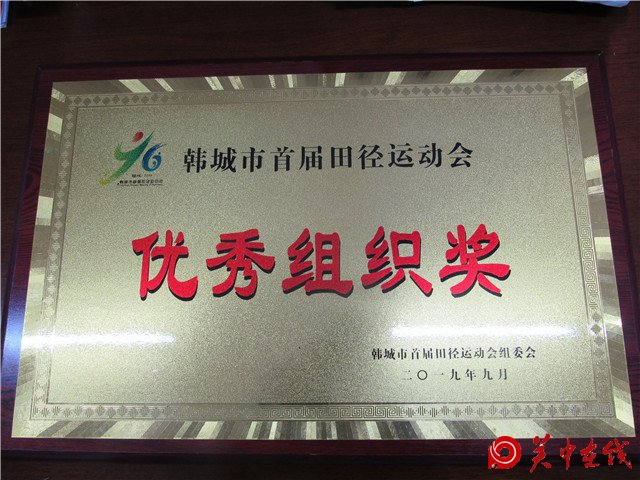 韩城市首届田径运动会
优秀组织奖
韩城市首届田径运动会组委会
二〇一九年九月
关中在线